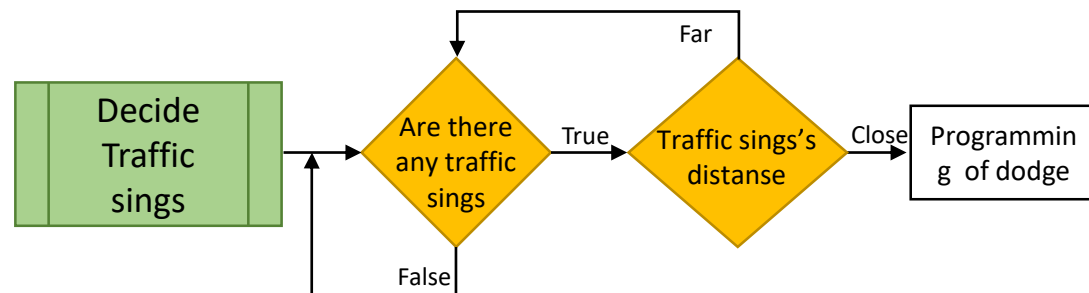 Decide
Traffic
sings
Are there
any traffic
sings
True
False
Far
Traffic sings's
distanse
Close
Programmin
g of dodge